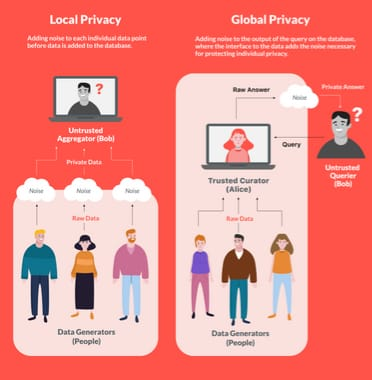 Local Privacy
Adding noise to each individual data point
before data is added to the database.
?
Untrusted
Aggregator (Bob)
Private Data
Noise
Noise
Noise
Raw Data
Data Generators
(People)
Global Privacy
Adding noise to the output of the query on the database,
where the interface to the data adds the noise necessary
for protecting individual privacy.
Raw Answer
Private Answer
Noise
?
Query
Trusted Curator
(Alice)
Untrusted
Querier
(Bob)
Raw Data
Data Generators
(People)